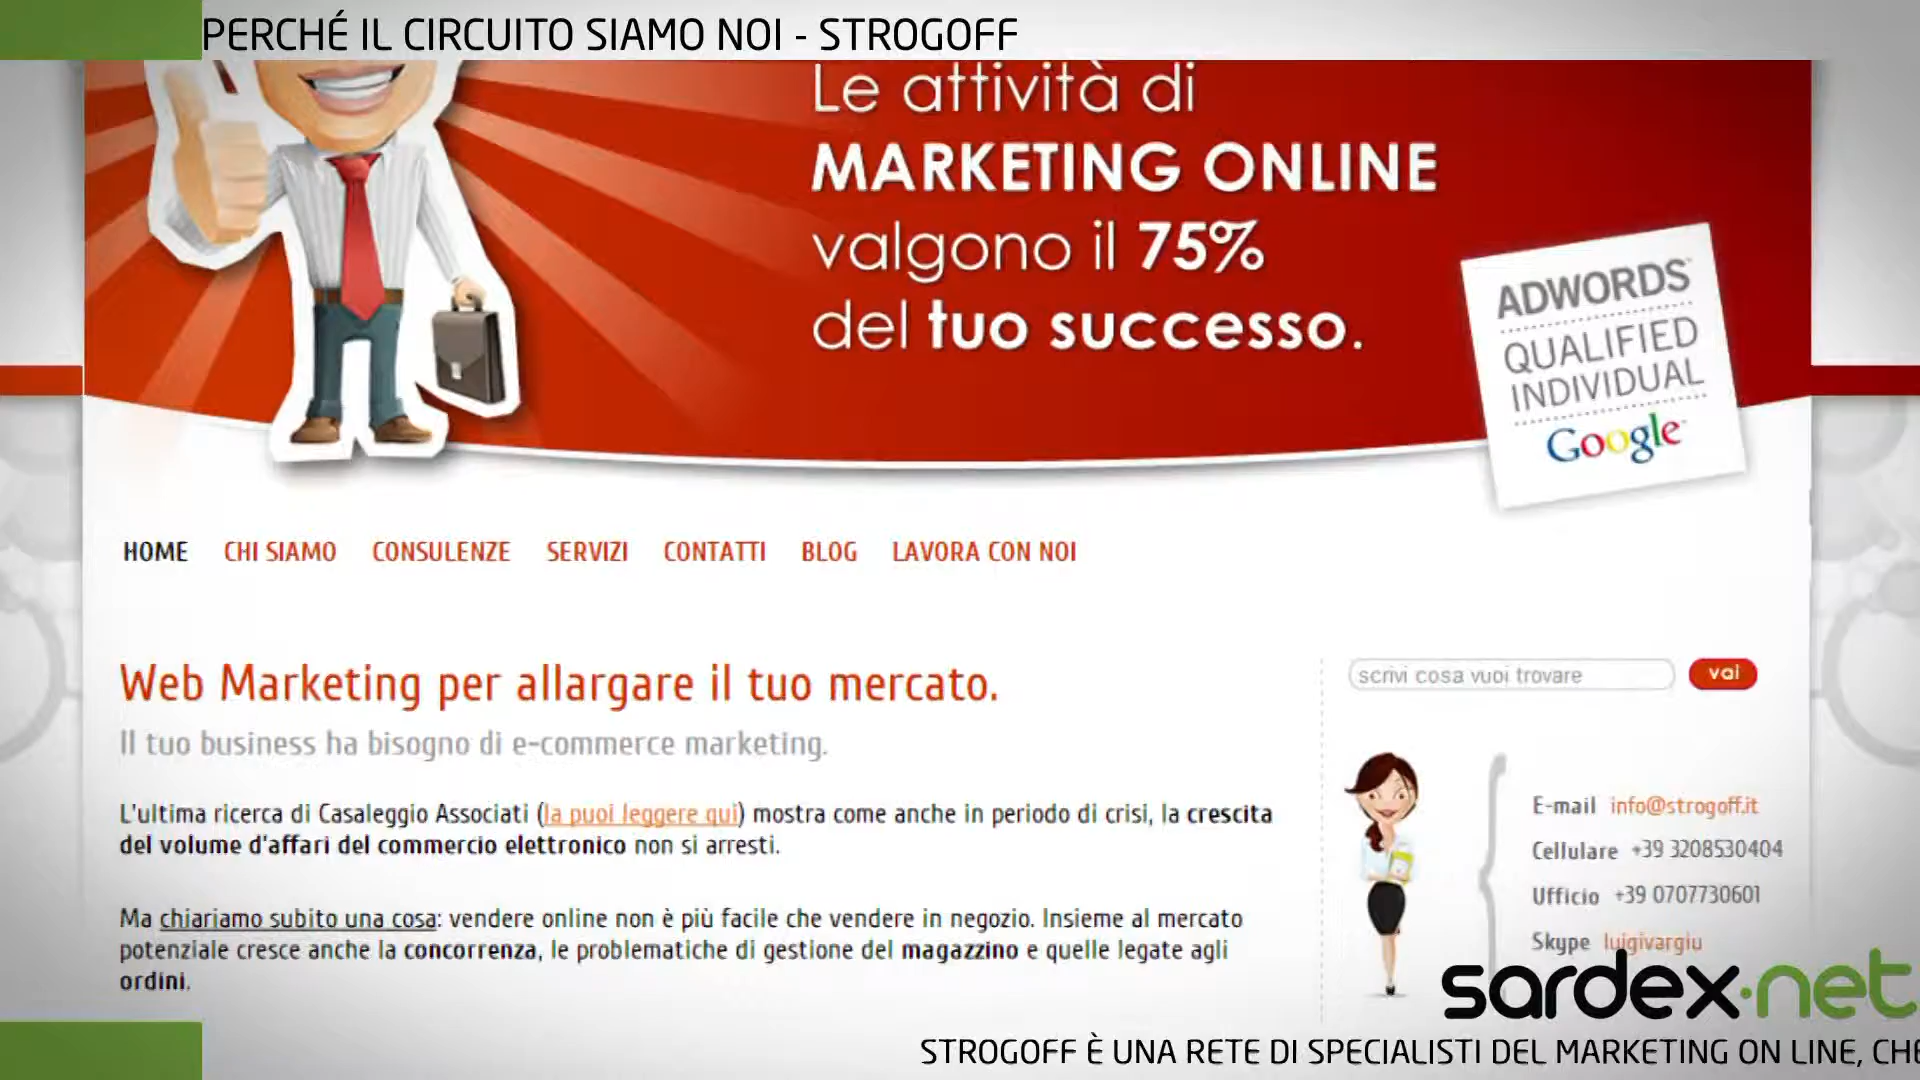 PERCHÉ IL CIRCUITO SIAMO NOI - STROGOFF
Le attività di
MARKETING ONLINE
valgono il 75%
del tuo successo.
ADWORDS
QUALIFIED
INDIVIDUAL
Google
HOME CHI SIAMO CONSULENZE SERVIZI CONTATTI BLOG LAVORA CON NOI
Web Marketing per allargare il tuo mercato.
Il tuo business ha bisogno di e-commerce marketing.
L'ultima ricerca di Casaleggio Associati (la puoi leggere qui) mostra come anche in periodo di crisi, la crescita
del volume d'affari del commercio elettronico non si arresti.
Ma chiariamo subito una cosa: vendere online non è più facile che vendere in negozio. Insieme al mercato
potenziale cresce anche la concorrenza, le problematiche di gestione del magazzino e quelle legate agli
ordini.
scrivi cosa vuoi trovare vai
E-mail info@strogoff.it
Cellulare +39 3208530404
Ufficio +39 0707730601
Skype luigivargiu
sardex.net
STROGOFF È UNA RETE DI SPECIALISTI DEL MARKETING ON LINE, CHE